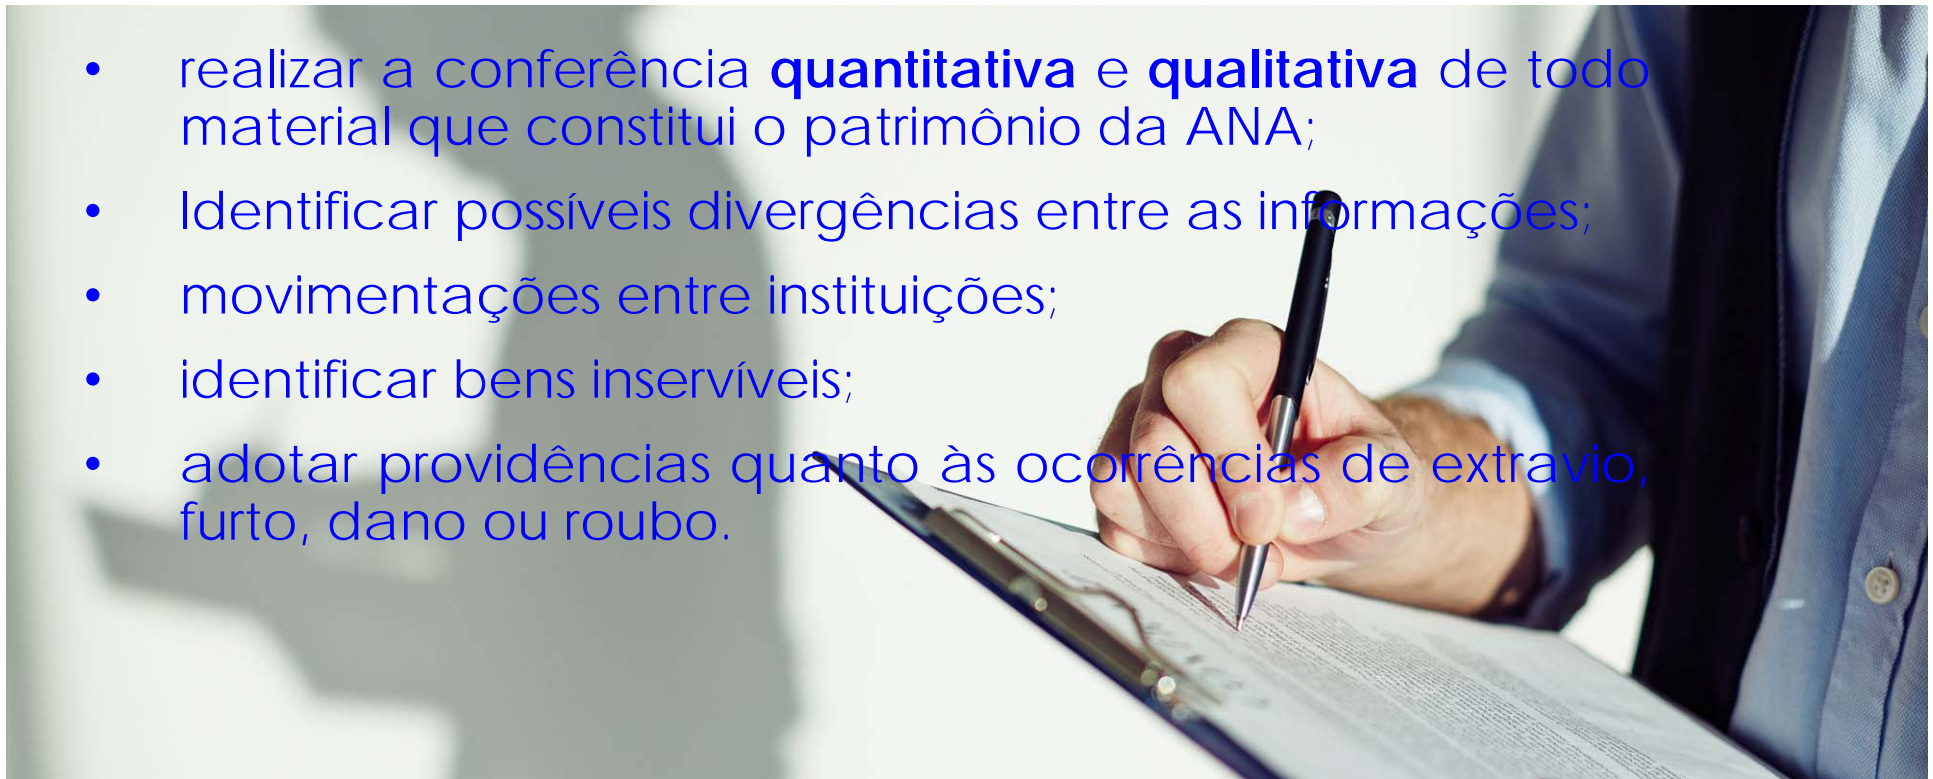 • realizar a conferência quantitativa e qualitativa de todo
material que constitui o patrimônio da ANA;
• Identificar possíveis divergências entre as informações;
• movimentações entre instituições;
• identificar bens inservíveis;
• adotar providências quanto às ocorrências de extravio,
furto, dano ou roubo.